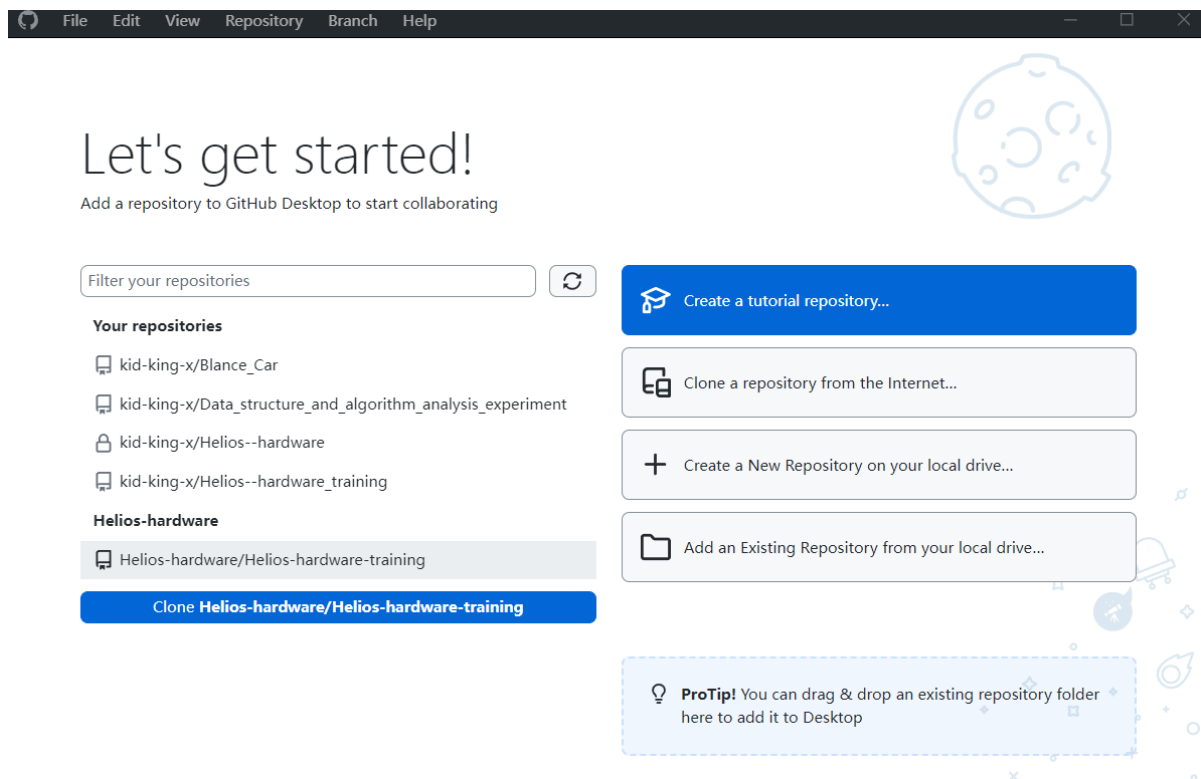 File Edit View Repository Branch Help
Let's get started!
Add a repository to GitHub Desktop to start collaborating
Filter your repositories
Your repositories
kid-king-x/Blance_Car
kid-king-x/Data_structure_and_algorithm_analysis_experiment
kid-king-x/Helios--hardware
kid-king-x/Helios--hardware_training
Helios-hardware
Helios-hardware/Helios-hardware-training
Clone Helios-hardware/Helios-hardware-training
Create a tutorial repository...
Clone a repository from the Internet...
Create a New Repository on your local drive...
Add an Existing Repository from your local drive...
ProTip! You can drag & drop an existing repository folder
here to add it to Desktop